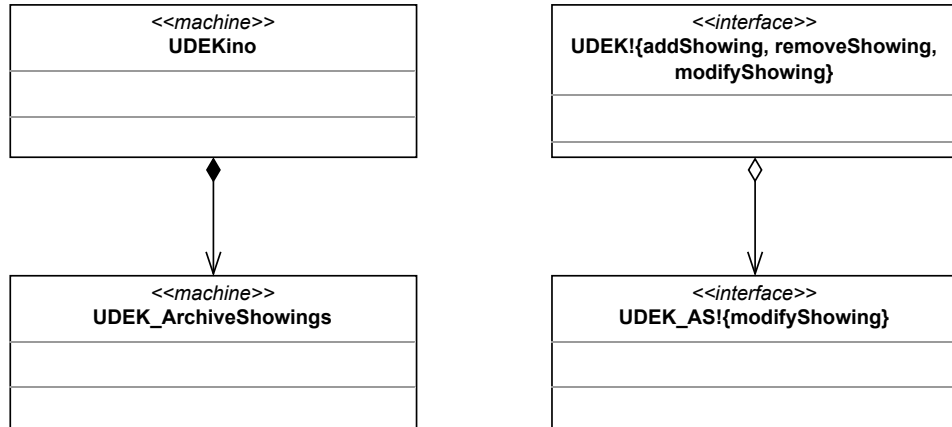 <<machine>>
UDEKino
<<interface>>
UDEK!{addShowing, removeShowing,
modifyShowing}
<<machine>>
UDEK_ArchiveShowings
<<interface>>
UDEK_AS!{modifyShowing}